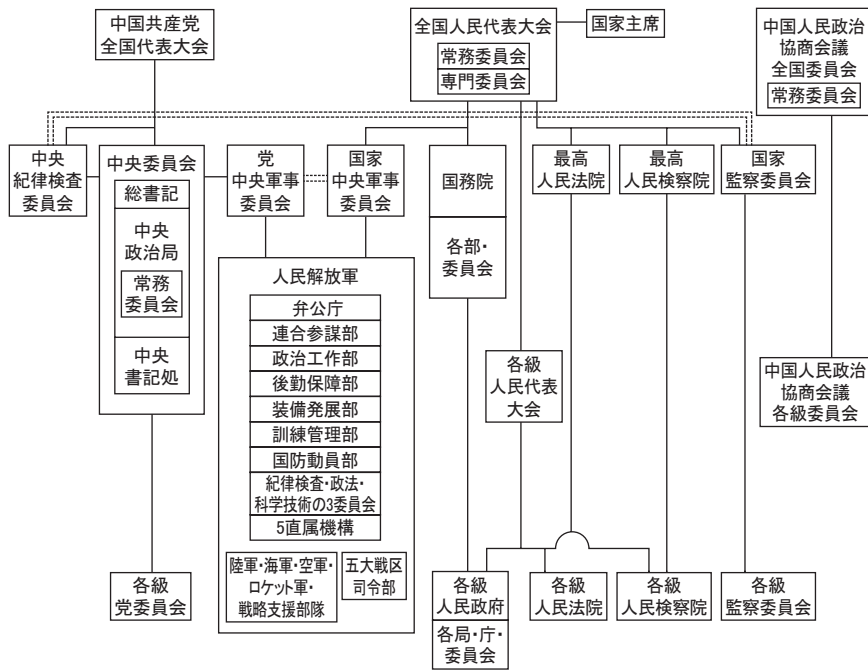 中国共産党
全国代表大会
全国人民代表大会
常務委員会
専門委員会
国家主席
中国人民政治
協商会議
全国委員会
常務委員会
中央
紀律検査
委員会
中央委員会
総書記
中央
政治局
常務
委員会
中央
書記処
党
中央軍事
委員会
国家
中央軍事
委員会
国務院
各部・
委員会
最高
人民法院
最高
人民検察院
国家
監察委員会
人民解放軍
弁公庁
連合参謀部
政治工作部
後勤保障部
装備発展部
訓練管理部
国防動員部
紀律検査・政法・
科学技術の3委員会
5直属機構
陸軍・海軍・空軍・
ロケット軍・
戦略支援部隊
五大戦区
司令部
各級
人民代表
大会
中国人民政治
協商会議
各級委員会
各級
党委員会
各級
人民政府
各局・庁・
委員会
各級
人民法院
各級
人民検察院
各級
監察委員会